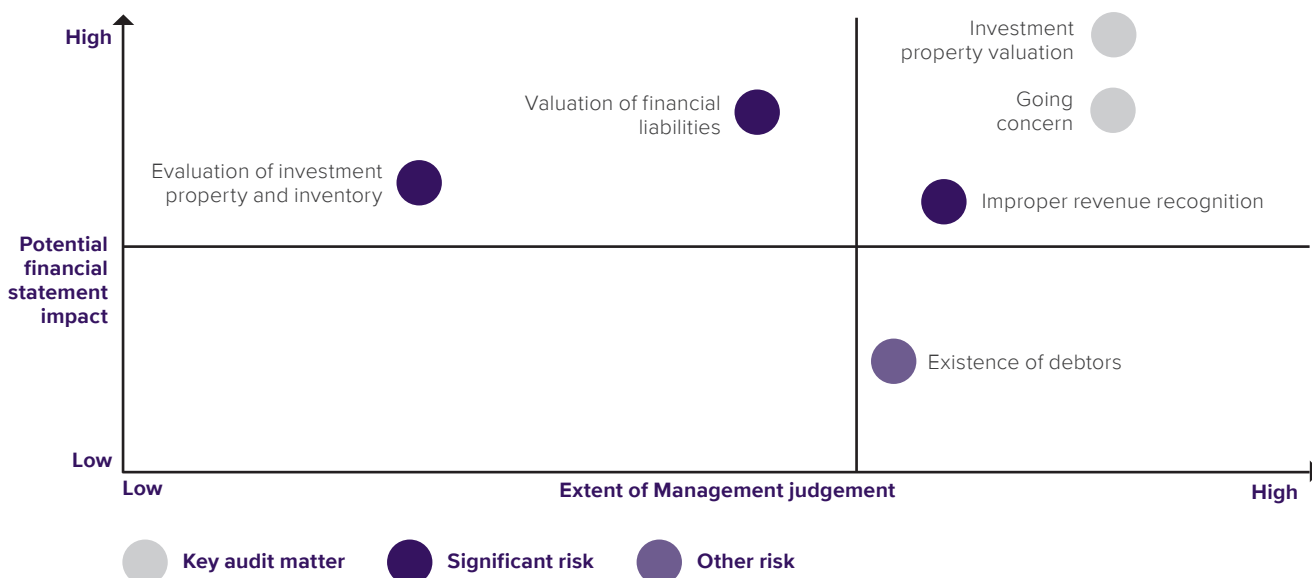 High
Investment
property valuation
Valuation of financial
liabilities
Going
concern
Evaluation of investment
property and inventory
Improper revenue recognition
Potential
financial
statement
impact
Existence of debtors
Low
Low
Extent of Management judgement
High
Key audit matter
Significant risk
Other risk